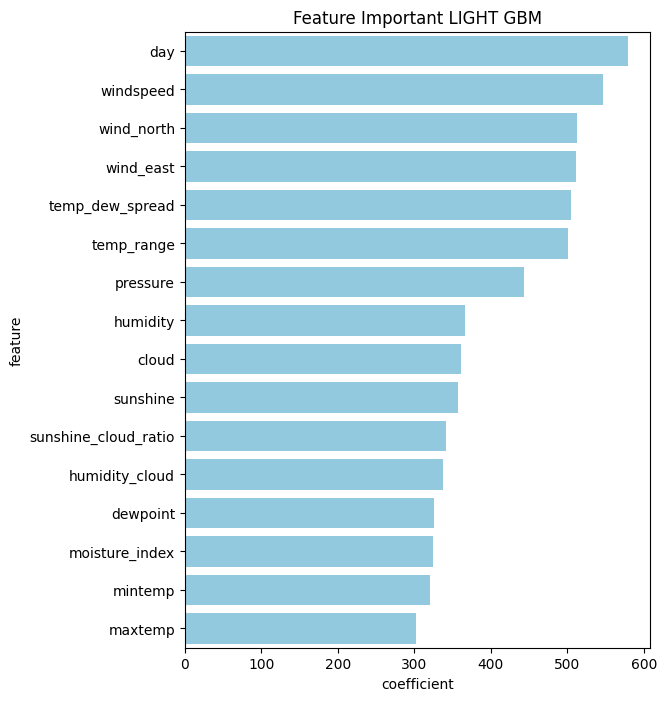 Feature Important LIGHT GBM
day
windspeed
wind_north
wind_east
temp_dew_spread
temp_range
pressure
humidity
cloud
sunshine
sunshine_cloud_ratio
humidity_cloud
dewpoint
moisture_index
mintemp
maxtemp
feature
0 100 200 300 400 500 600
coefficient